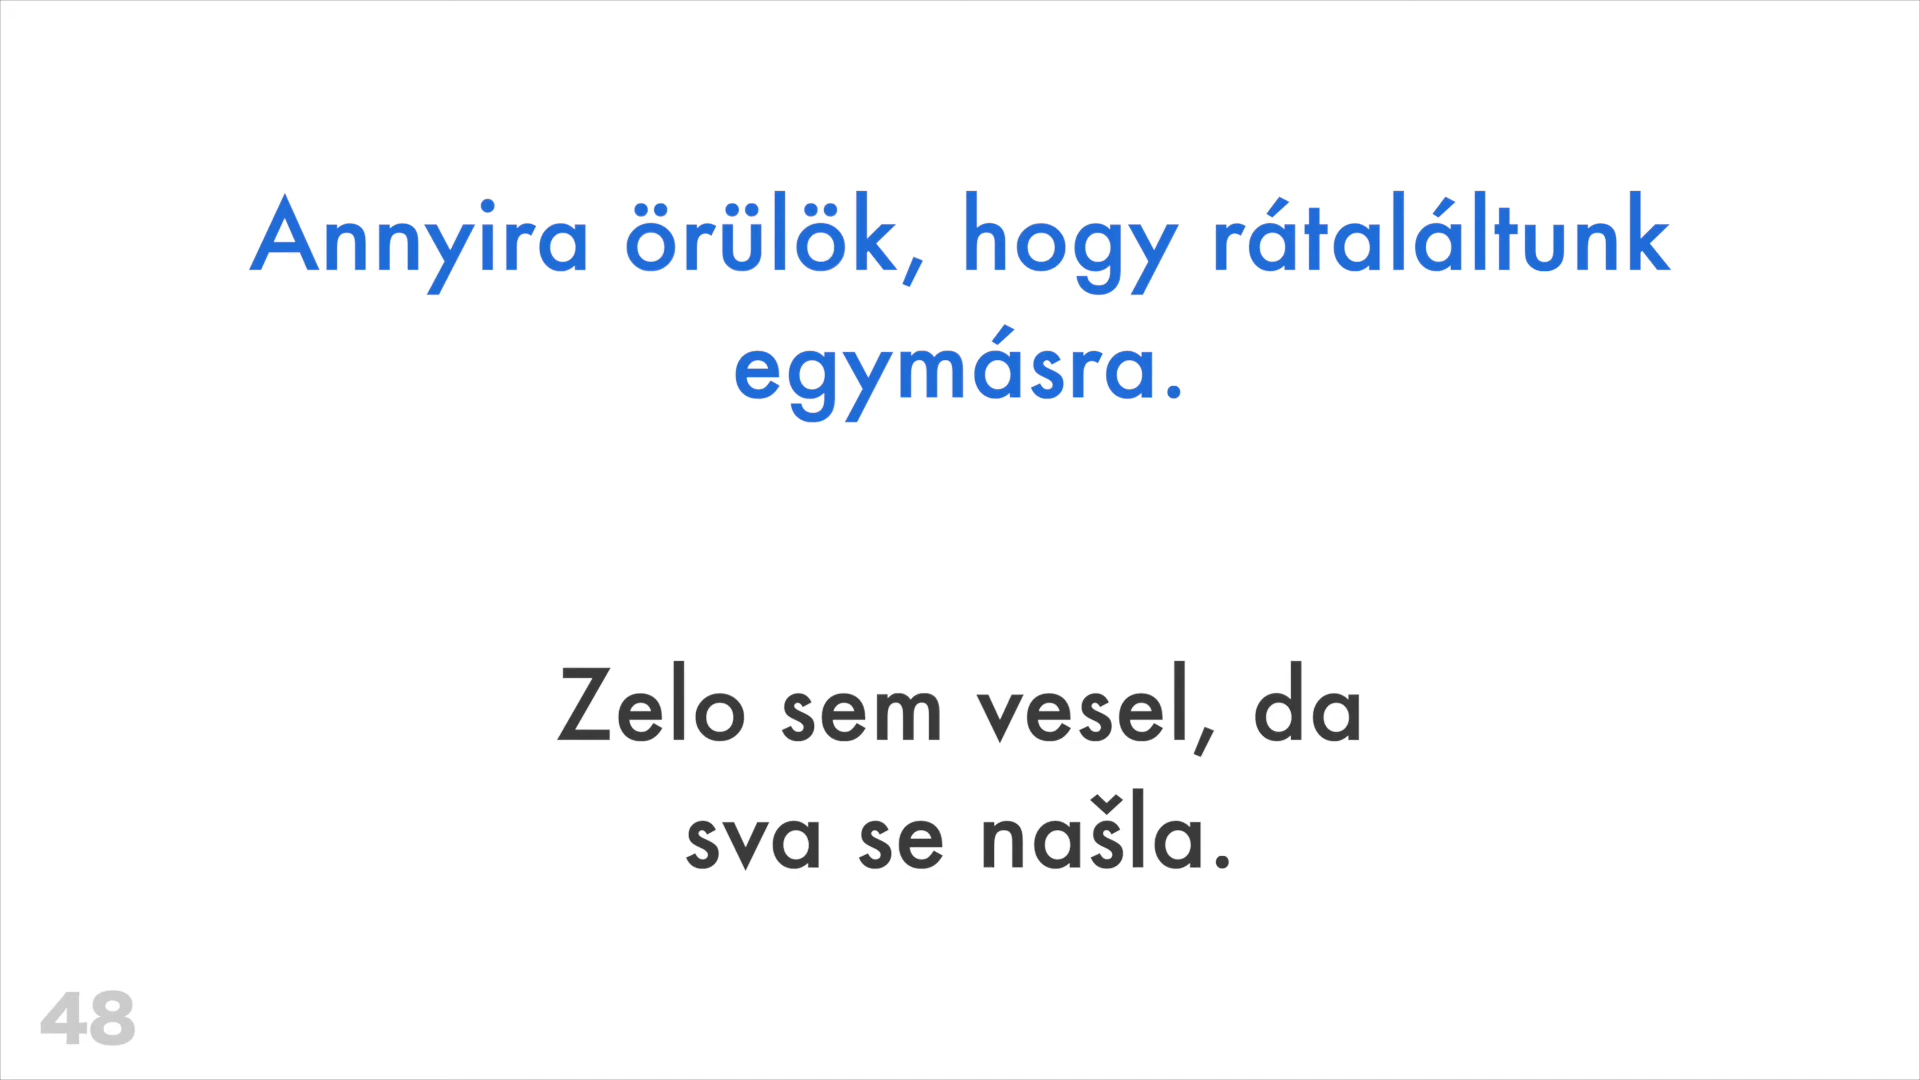 Annyira örülök, hogy rátaláltunk
egymásra.
Zelo sem vesel, da
sva se našla.
48